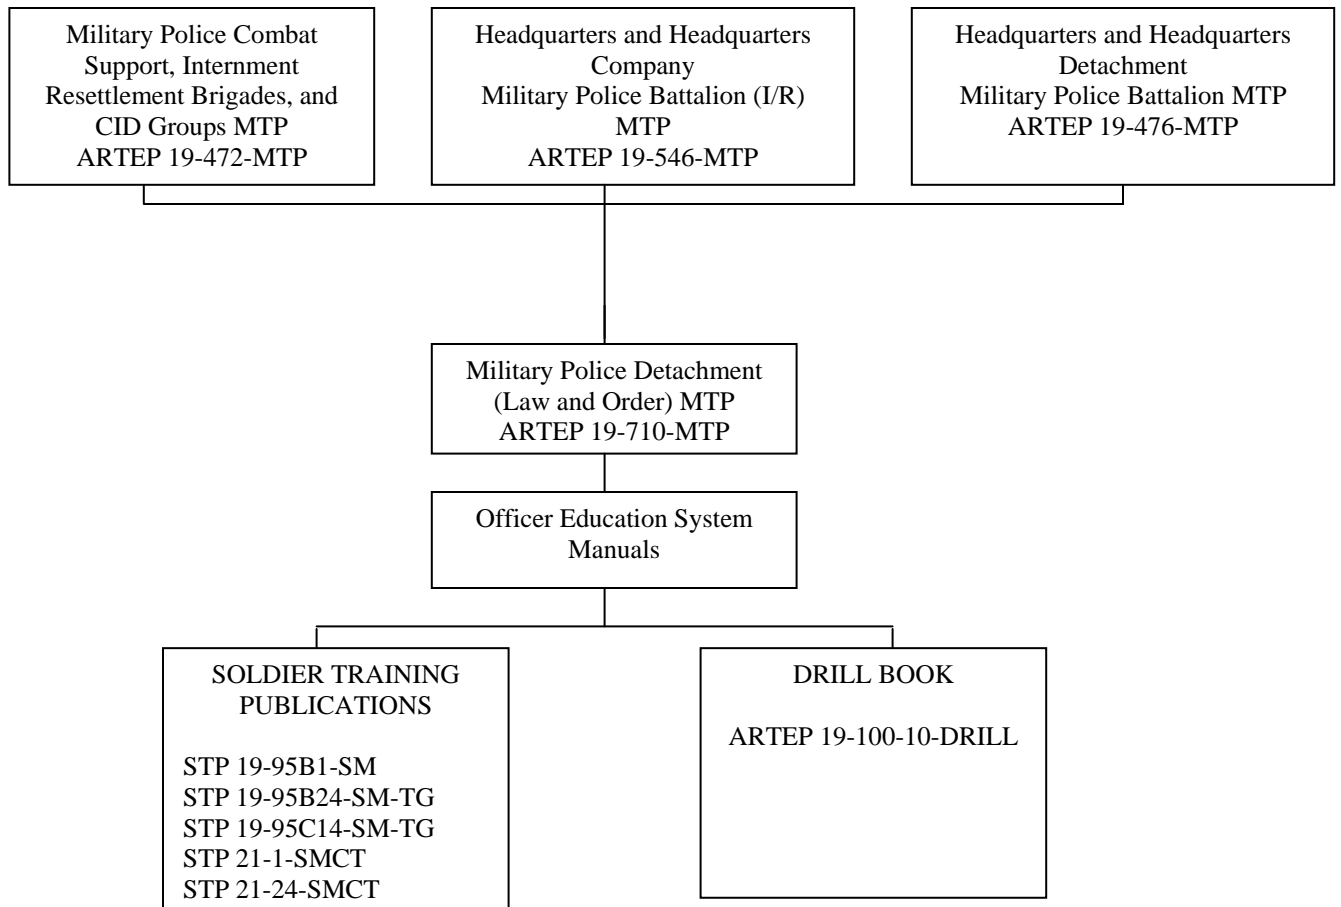 Military Police Combat
Support, Internment
Resettlement Brigades, and
CID Groups MTP
ARTEP 19-472-MTP
Headquarters and Headquarters
Company
Military Police Battalion (I/R)
MTP
ARTEP 19-546-MTP
Headquarters and Headquarters
Detachment
Military Police Battalion MTP
ARTEP 19-476-MTP
Military Police Detachment
(Law and Order) MTP
ARTEP 19-710-MTP
Officer Education System
Manuals
SOLDIER TRAINING
PUBLICATIONS
STP 19-95B1-SM
STP 19-95B24-SM-TG
STP 19-95C14-SM-TG
STP 21-1-SMCT
STP 21-24-SMCT
DRILL BOOK
ARTEP 19-100-10-DRILL